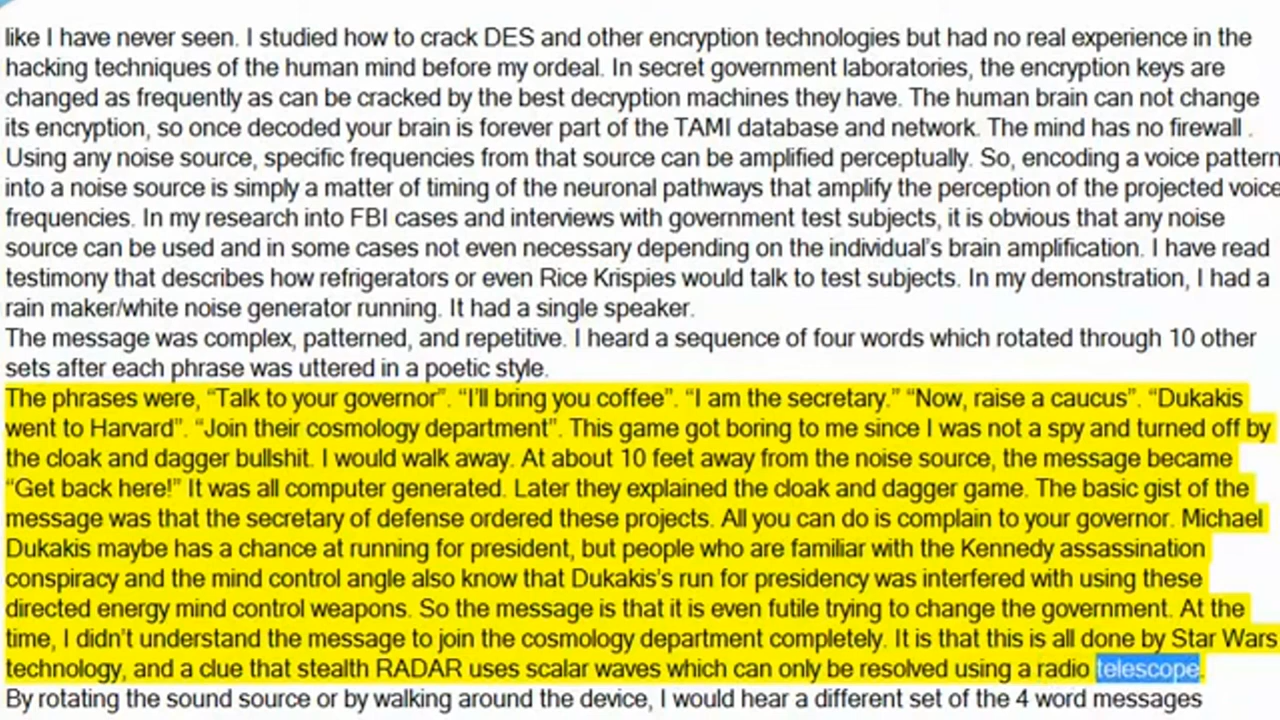 like I have never seen. I studied how to crack DES and other encryption technologies but had no real experience in the
hacking techniques of the human mind before my ordeal. In secret government laboratories, the encryption keys are
changed as frequently as can be cracked by the best decryption machines they have. The human brain can not change
its encryption, so once decoded your brain is forever part of the TAMI database and network. The mind has no firewall .
Using any noise source, specific frequencies from that source can be amplified perceptually. So, encoding a voice pattern
into a noise source is simply a matter of timing of the neuronal pathways that amplify the perception of the projected voice
frequencies. In my research into FBI cases and interviews with government test subjects, it is obvious that any noise
source can be used and in some cases not even necessary depending on the individual’s brain amplification. I have read
testimony that describes how refrigerators or even Rice Krispies would talk to test subjects. In my demonstration, I had a
rain maker/white noise generator running. It had a single speaker.
The message was complex, patterned, and repetitive. I heard a sequence of four words which rotated through 10 other
sets after each phrase was uttered in a poetic style.
The phrases were, “Talk to your governor”. “I’ll bring you coffee”. “I am the secretary.” “Now, raise a caucus”. “Dukakis
went to Harvard”. “Join their cosmology department”. This game got boring to me since I was not a spy and turned off by
the cloak and dagger bullshit. I would walk away. At about 10 feet away from the noise source, the message became
“Get back here!” It was all computer generated. Later they explained the cloak and dagger game. The basic gist of the
message was that the secretary of defense ordered these projects. All you can do is complain to your governor. Michael
Dukakis maybe has a chance at running for president, but people who are familiar with the Kennedy assassination
conspiracy and the mind control angle also know that Dukakis’s run for presidency was interfered with using these
directed energy mind control weapons. So the message is that it is even futile trying to change the government. At the
time, I didn’t understand the message to join the cosmology department completely. It is that this is all done by Star Wars
technology, and a clue that stealth RADAR uses scalar waves which can only be resolved using a radio telescope.
By rotating the sound source or by walking around the device, I would hear a different set of the 4 word messages